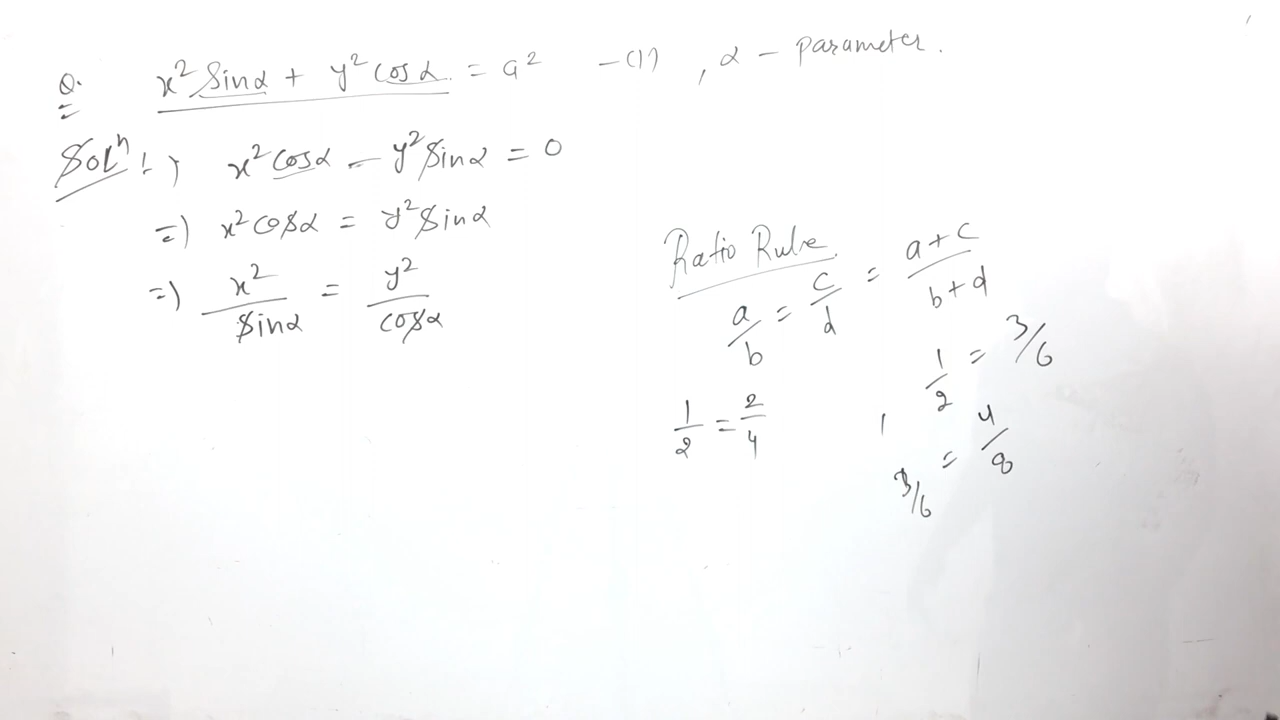 Q. x² Sinα + y² Cosα = a² —(1) , α – parameter.
Solⁿ :→ x² Cosα – y² Sinα = 0
=) x² Cosα = y² Sinα
=) x²/Sinα = y²/Cosα
Ratio Rule
a/b = c/d = (a+c)/(b+d)
1/2 = 2/4
1/2 = 3/6
3/6 = 4/8